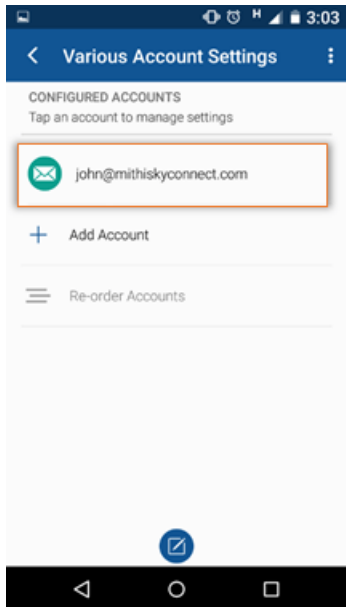 H 3:03
Various Account Settings
CONFIGURED ACCOUNTS
Tap an account to manage settings
john@mithiskyconnect.com
Add Account
Re-order Accounts